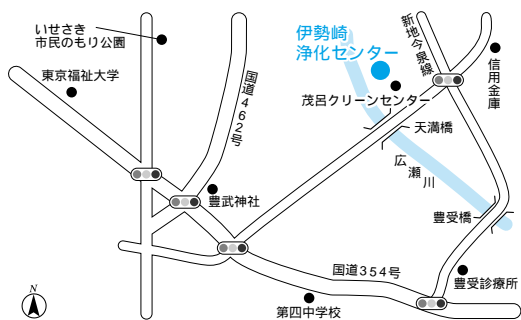 いせさき
市民のもり公園
東京福祉大学
国道462号
伊勢崎
浄化センター
新地今泉線
信用金庫
茂呂クリーンセンター
天満橋
広瀬川
豊武神社
豊受橋
国道354号
豊受診療所
第四中学校
N